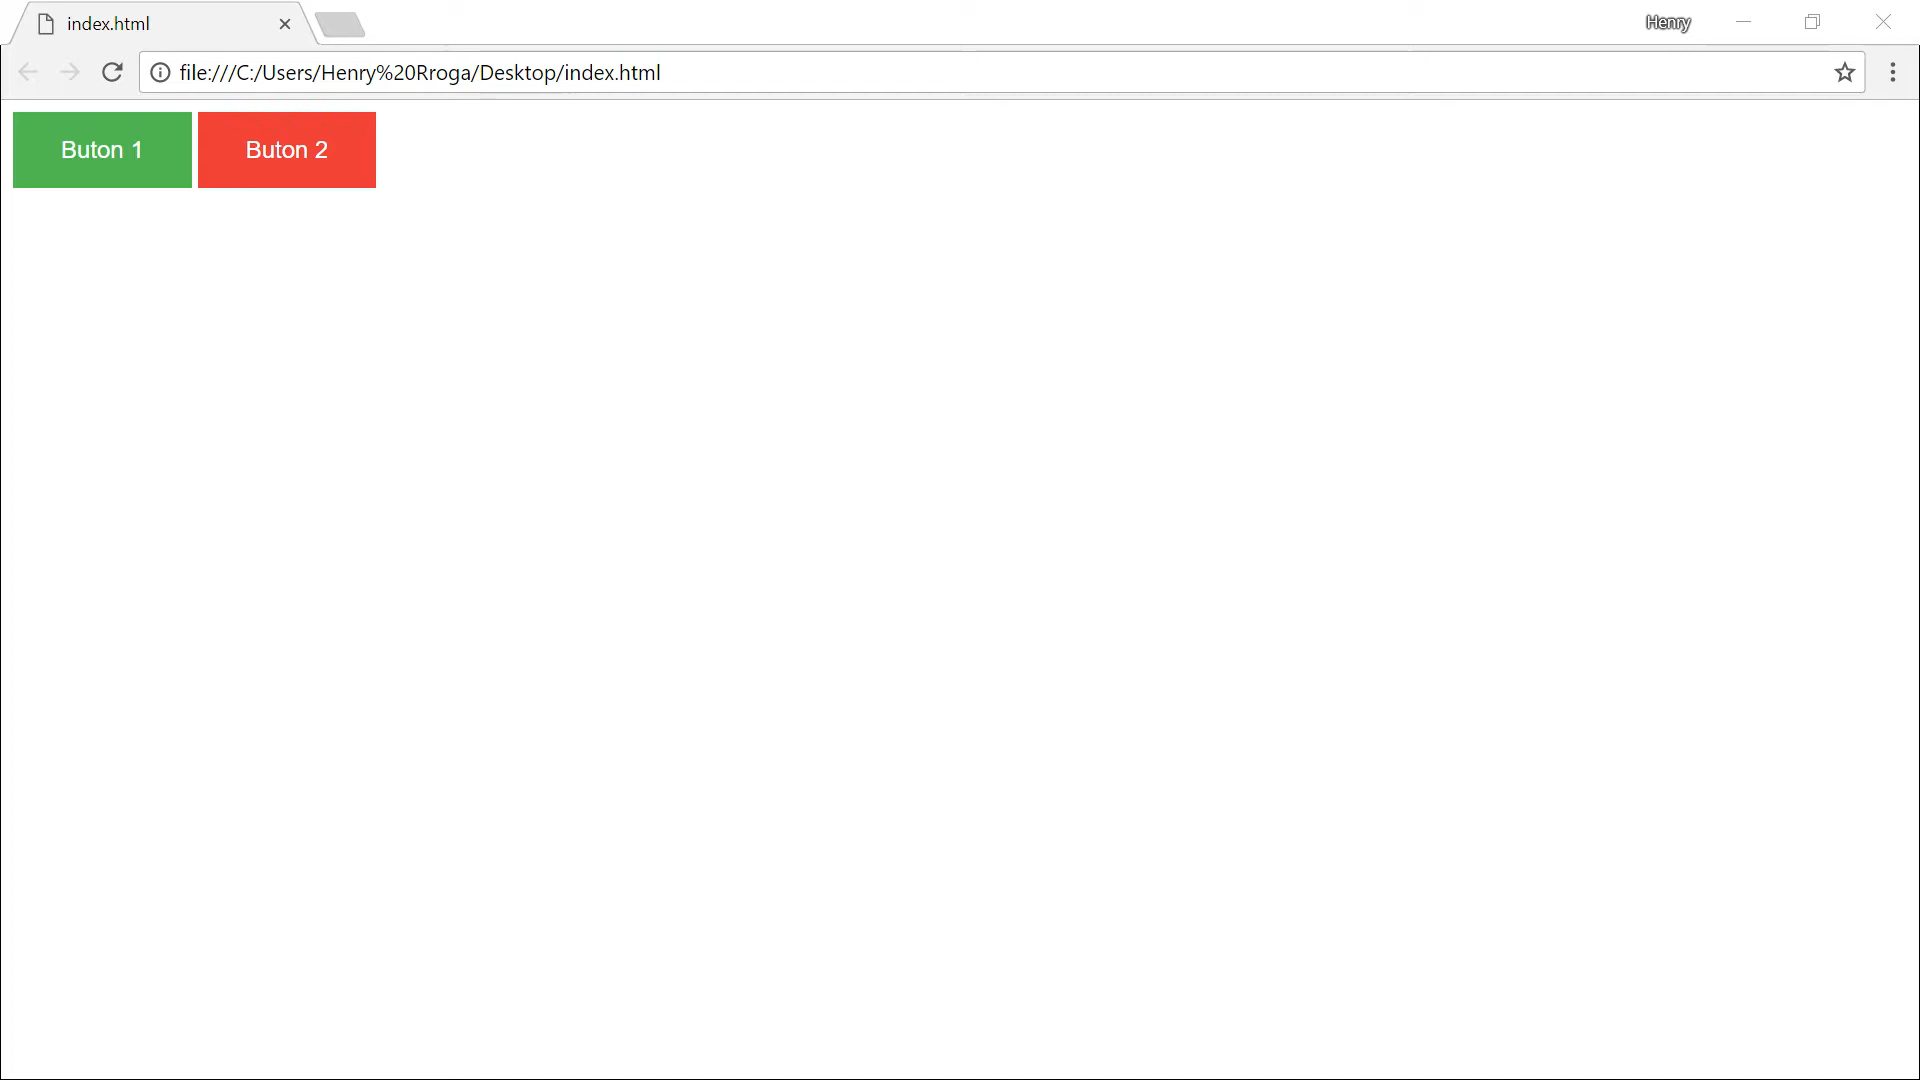 index.html
Henry
file:///C:/Users/Henry%20Rroga/Desktop/index.html
Buton 1
Buton 2